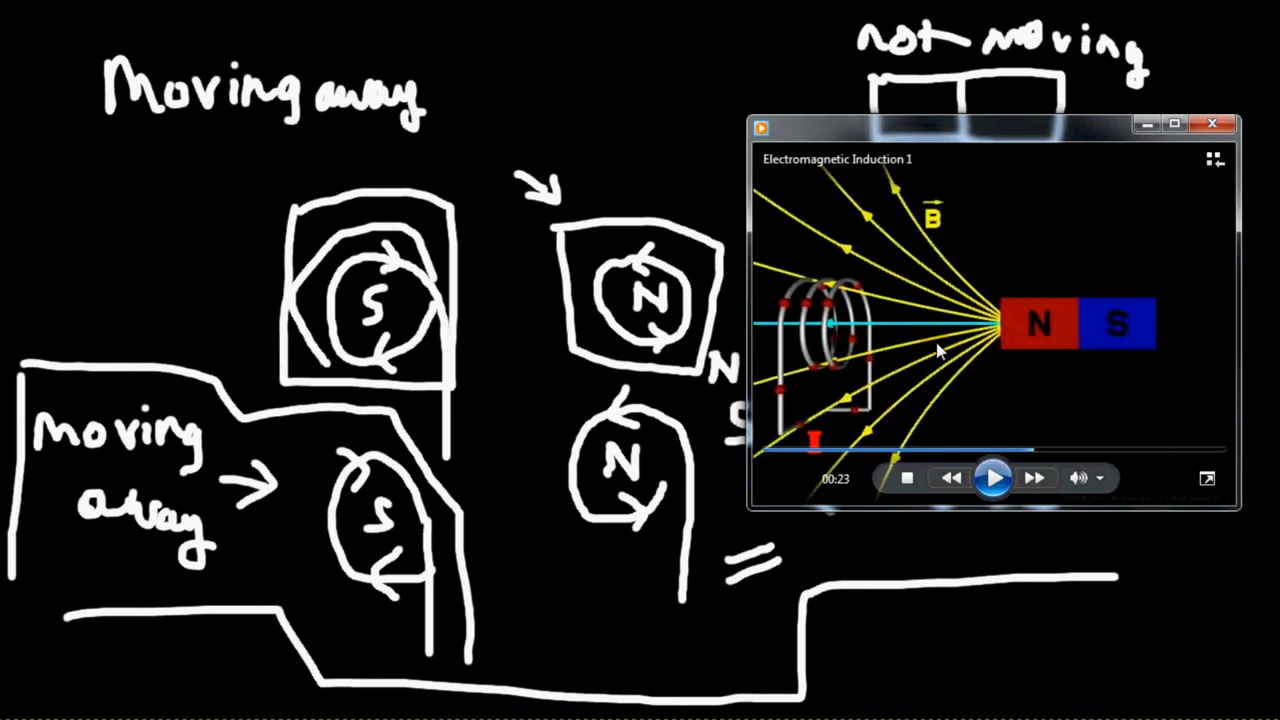 not moving
Moving away
Electromagnetic Induction 1
B
S
N
N S
N
moving
away
S
N
I
00:23